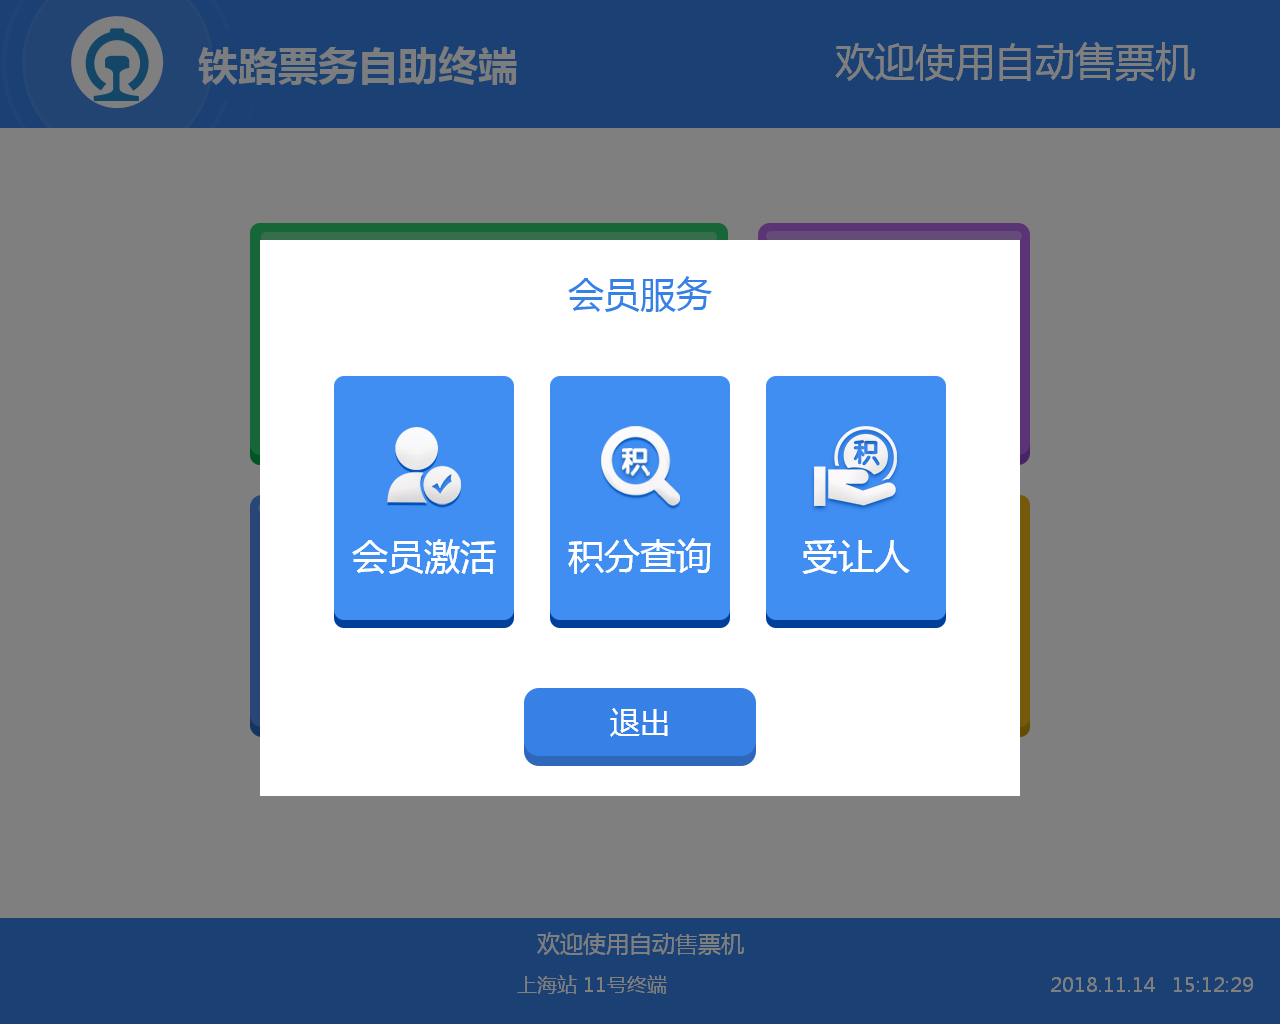 铁路票务自助终端
欢迎使用自动售票机
会员服务
积
积
会员激活
积分查询
受让人
退出
欢迎使用自动售票机
上海站 11号终端
2018.11.14 15:12:29